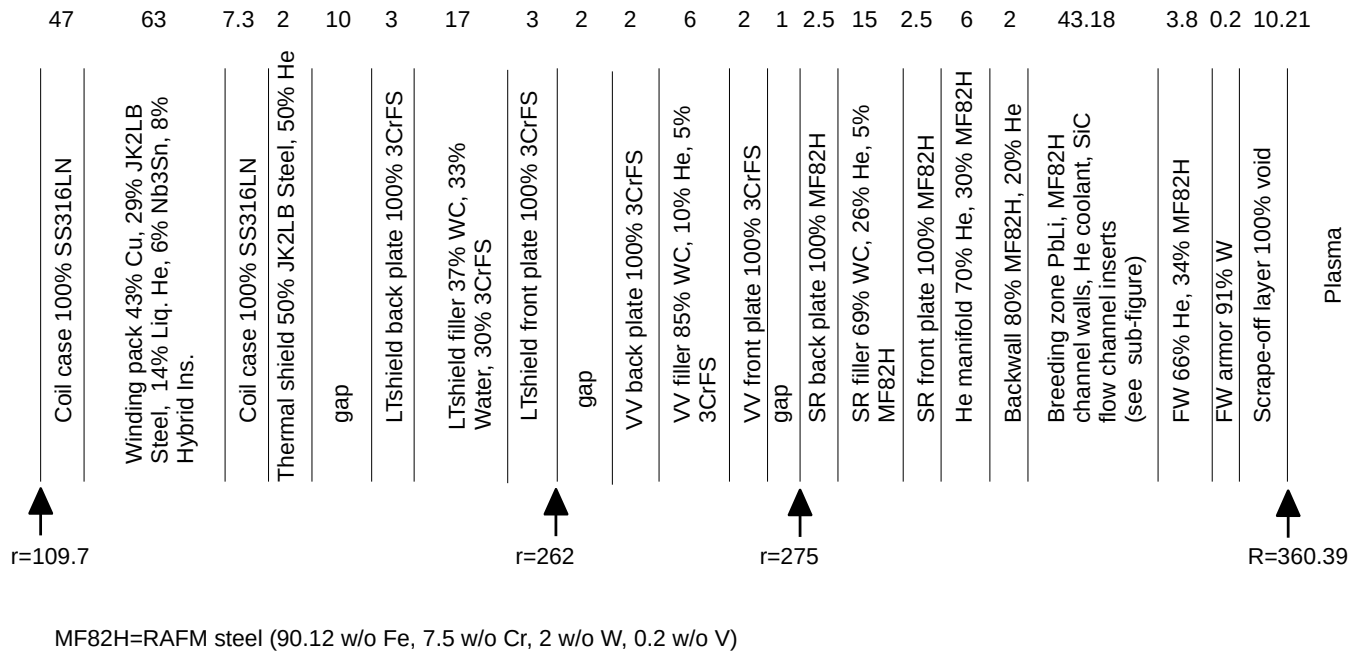 47 63 7.3 2 10 3 17 3 2 2 6 2 1 2.5 15 2.5 6 2 43.18 3.8 0.2 10.21
Coil case 100% SS316LN
Winding pack 43% Cu, 29% JK2LB
Steel, 14% Liq. He, 6% Nb3Sn, 8%
Hybrid Ins.
Coil case 100% SS316LN
Thermal shield 50% JK2LB Steel, 50% He
gap
LTshield back plate 100% 3CrFS
LTshield filler 37% WC, 33%
Water, 30% 3CrFS
LTshield front plate 100% 3CrFS
gap
VV back plate 100% 3CrFS
VV filler 85% WC, 10% He, 5%
3CrFS
VV front plate 100% 3CrFS
gap
SR back plate 100% MF82H
SR filler 69% WC, 26% He, 5%
MF82H
SR front plate 100% MF82H
He manifold 70% He, 30% MF82H
Backwall 80% MF82H, 20% He
Breeding zone PbLi, MF82H
channel walls, He coolant, SiC
flow channel inserts
(see sub-figure)
FW 66% He, 34% MF82H
FW armor 91% W
Scrape-off layer 100% void
Plasma
r=109.7 r=262 r=275 R=360.39
MF82H=RAFM steel (90.12 w/o Fe, 7.5 w/o Cr, 2 w/o W, 0.2 w/o V)